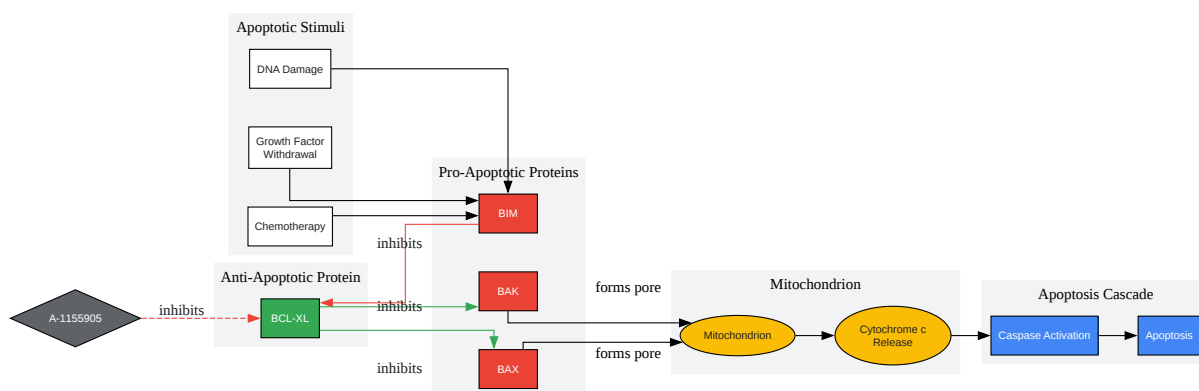 Apoptotic Stimuli
DNA Damage
Growth Factor
Withdrawal
Chemotherapy
Pro-Apoptotic Proteins
BIM
inhibits
Anti-Apoptotic Protein
A-1155905
inhibits
BCL-XL
inhibits
BAK
inhibits
BAX
forms pore
forms pore
Mitochondrion
Mitochondrion
Cytochrome c
Release
Apoptosis Cascade
Caspase Activation
Apoptosis